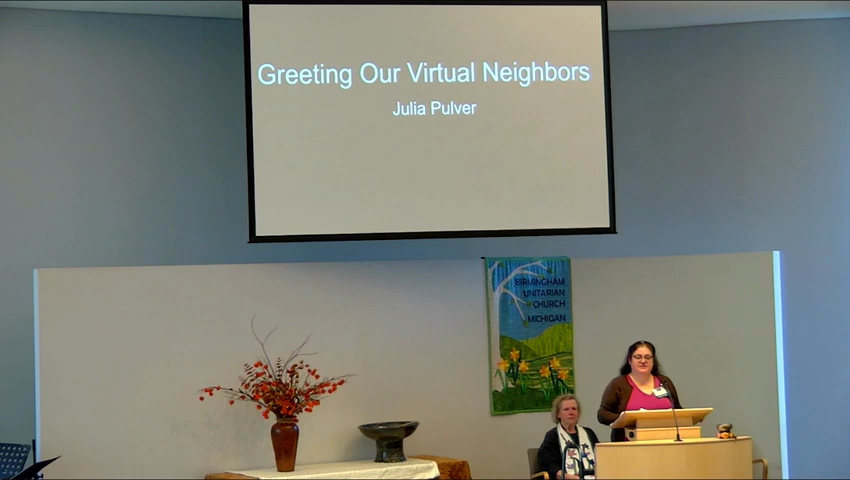 Greeting Our Virtual Neighbors
Julia Pulver
BIRMINGHAM
UNITARIAN
CHURCH
MICHIGAN